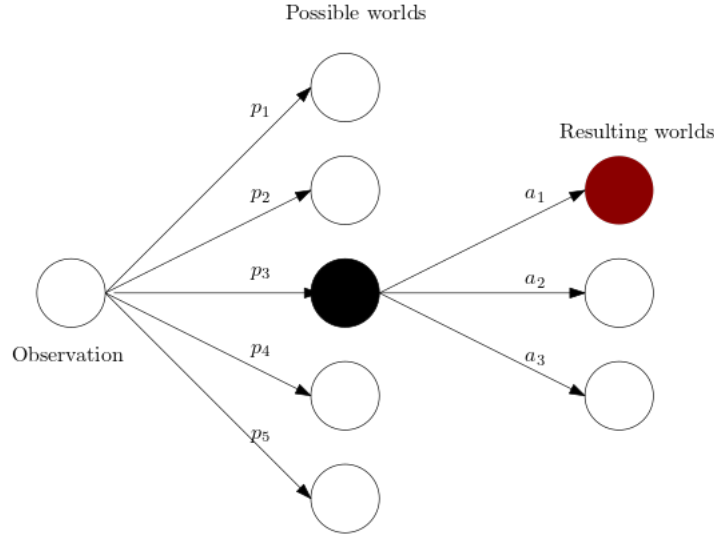 Possible worlds
p1
Resulting worlds
p2
a1
p3
a2
Observation
p4
a3
p5